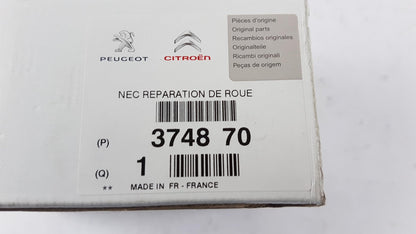 PEUGEOT
CITROËN
Pièces d'origine
Original parts
Recambios originales
Originalteile
Ricambi originali
Peças de origem
NEC REPARATION DE ROUE
(P) 3748 70
(Q) 1
** MADE IN FR - FRANCE